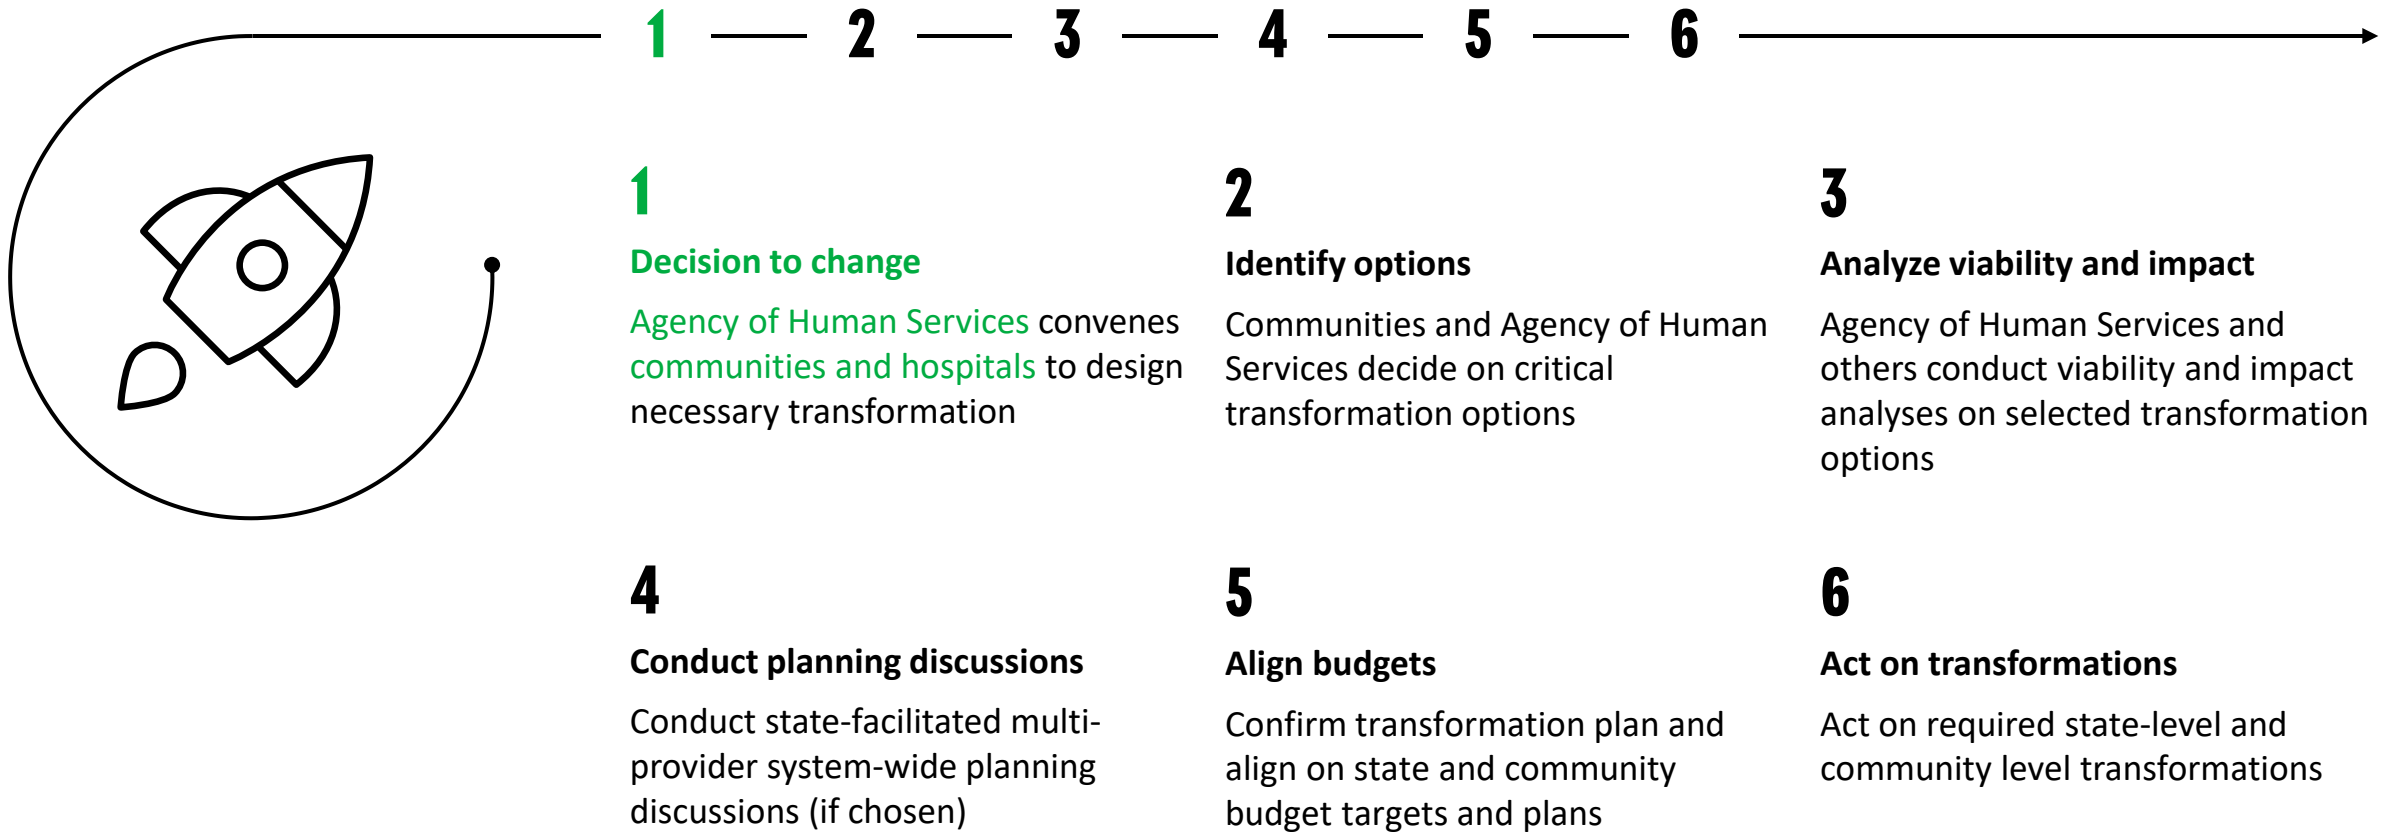 1 2 3 4 5 6
1
Decision to change
Agency of Human Services convenes
communities and hospitals to design
necessary transformation
2
Identify options
Communities and Agency of Human
Services decide on critical
transformation options
3
Analyze viability and impact
Agency of Human Services and
others conduct viability and impact
analyses on selected transformation
options
4
Conduct planning discussions
Conduct state-facilitated multi-
provider system-wide planning
discussions (if chosen)
5
Align budgets
Confirm transformation plan and
align on state and community
budget targets and plans
6
Act on transformations
Act on required state-level and
community level transformations